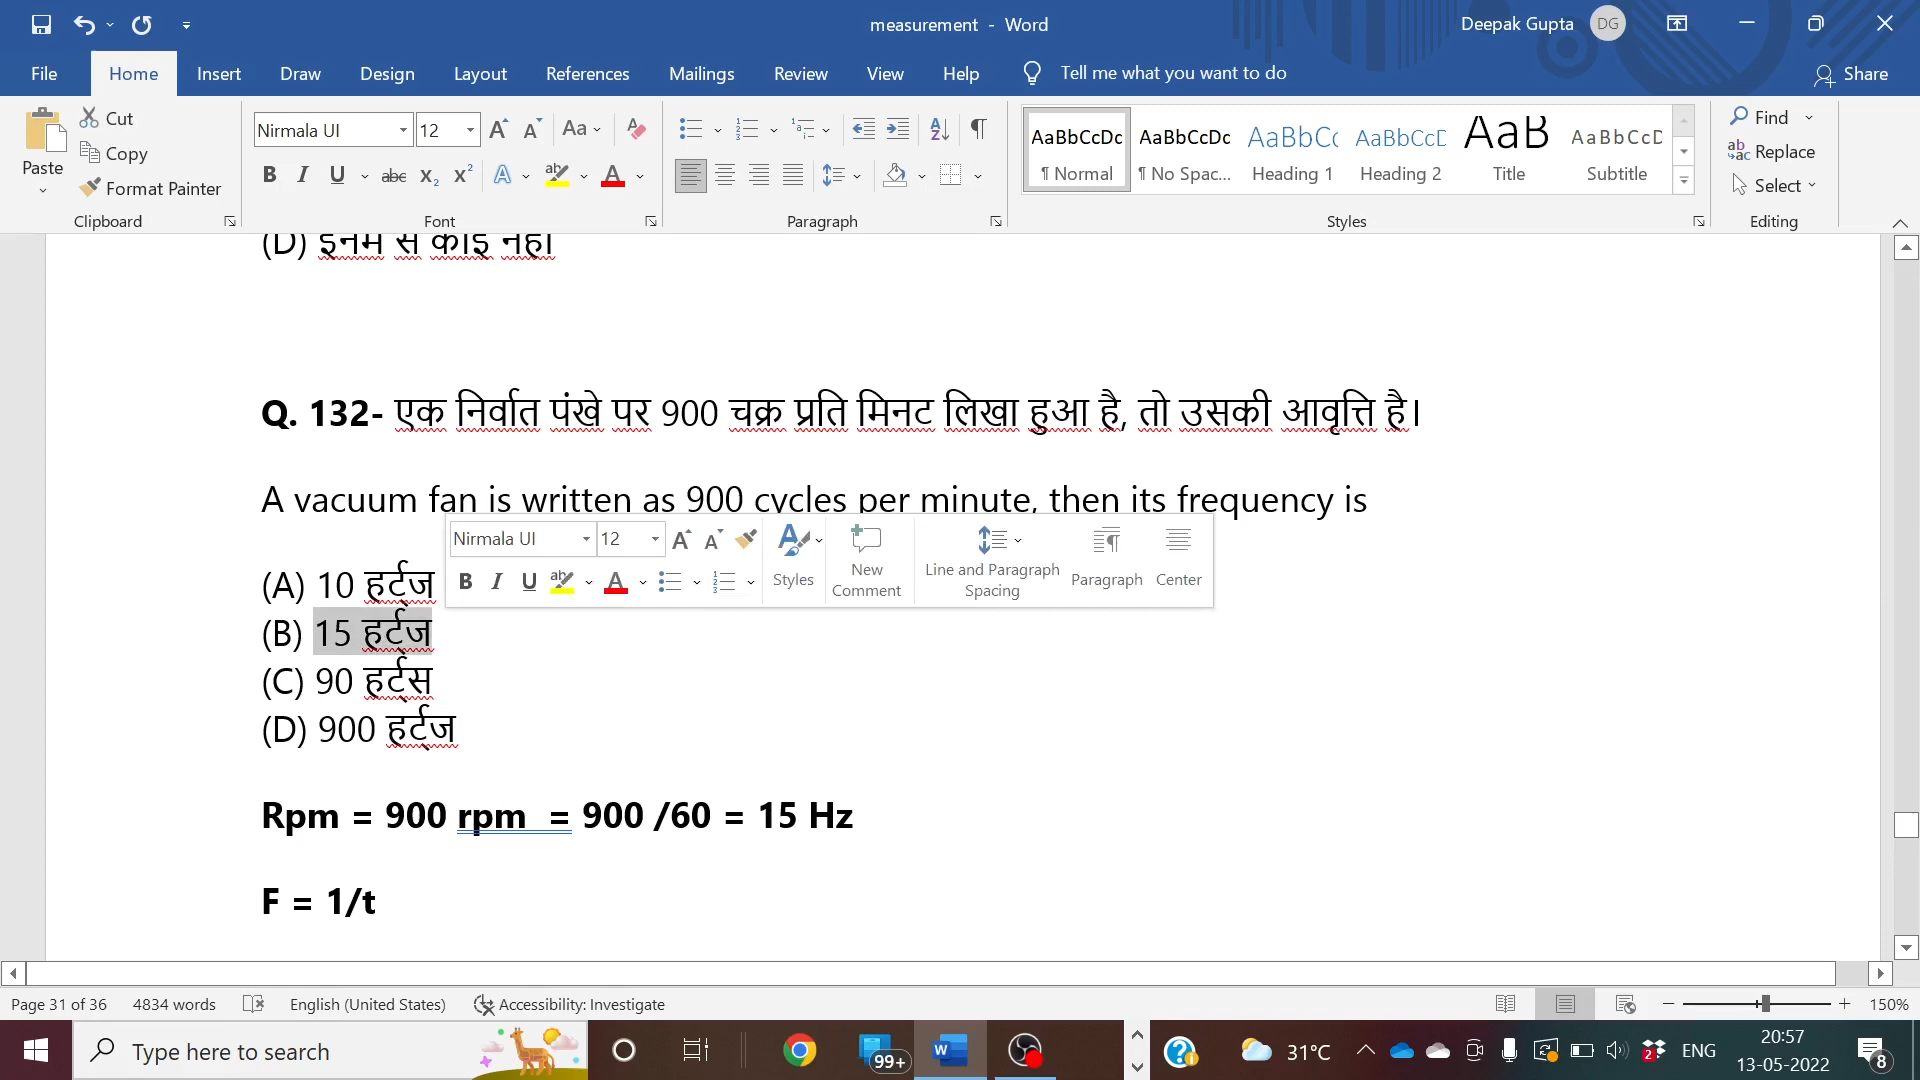 measurement - Word
Deepak Gupta DG
File Home Insert Draw Design Layout References Mailings Review View Help Tell me what you want to do Share
Paste
Cut
Copy
Format Painter
Clipboard
Nirmala UI 12
Font
Paragraph
AaBbCcDc AaBbCcDc AaBbCc AaBbCcD AaB AaBbCcD
¶ Normal ¶ No Spac... Heading 1 Heading 2 Title Subtitle
Styles
Find
Replace
Select
Editing
(D) इनमें से कोई नहीं
Q. 132- एक निर्वात पंखे पर 900 चक्र प्रति मिनट लिखा हुआ है, तो उसकी आवृत्ति है।
A vacuum fan is written as 900 cycles per minute, then its frequency is
Nirmala UI 12
Styles
New Comment
Line and Paragraph Spacing
Paragraph
Center
(A) 10 हर्ट्ज
(B) 15 हर्ट्ज
(C) 90 हर्ट्स
(D) 900 हर्ट्ज
Rpm = 900 rpm = 900 /60 = 15 Hz
F = 1/t
Page 31 of 36 4834 words English (United States) Accessibility: Investigate 150%
Type here to search
99+
31°C
2
ENG
20:57
13-05-2022
8